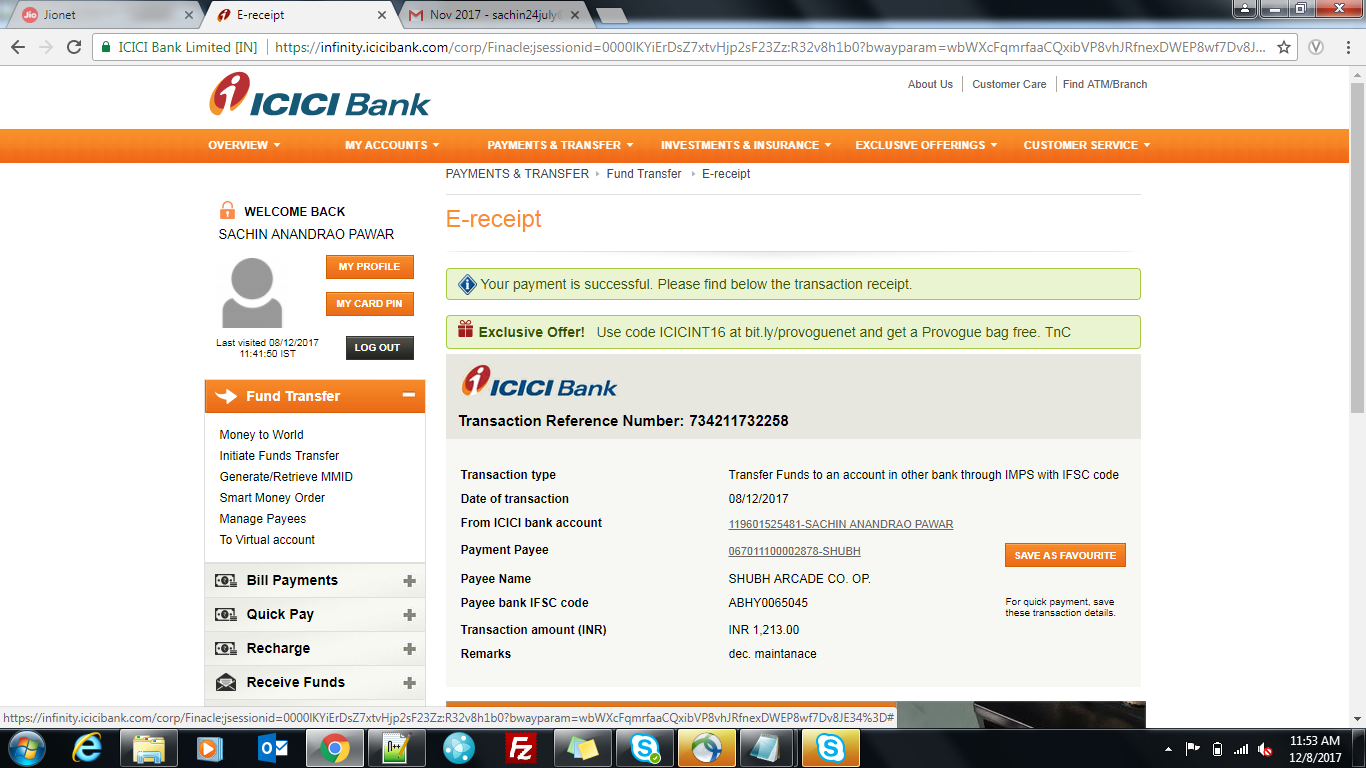 Jionet
E-receipt
Nov 2017 - sachin24july
ICICI Bank Limited [IN]
https://infinity.icicibank.com/corp/Finacle;jsessionid=0000IKYiErDsZ7xtvHjp2sF23Zz:R32v8h1b0?bwayparam=wbWXcFqmrfaaCQxibVP8vhJRfnexDWEP8wf7Dv8J...
ICICI Bank
About Us
Customer Care
Find ATM/Branch
OVERVIEW
MY ACCOUNTS
PAYMENTS & TRANSFER
INVESTMENTS & INSURANCE
EXCLUSIVE OFFERINGS
CUSTOMER SERVICE
PAYMENTS & TRANSFER
Fund Transfer
E-receipt
WELCOME BACK
SACHIN ANANDRAO PAWAR
MY PROFILE
MY CARD PIN
Last visited 08/12/2017
11:41:50 IST
LOG OUT
Fund Transfer
Money to World
Initiate Funds Transfer
Generate/Retrieve MMID
Smart Money Order
Manage Payees
To Virtual account
Bill Payments
Quick Pay
Recharge
Receive Funds
E-receipt
Your payment is successful. Please find below the transaction receipt.
Exclusive Offer! Use code ICICINT16 at bit.ly/provoguenet and get a Provogue bag free. TnC
ICICI Bank
Transaction Reference Number: 734211732258
Transaction type Transfer Funds to an account in other bank through IMPS with IFSC code
Date of transaction 08/12/2017
From ICICI bank account 119601525481-SACHIN ANANDRAO PAWAR
Payment Payee 067011100002878-SHUBH
SAVE AS FAVOURITE
Payee Name SHUBH ARCADE CO. OP.
Payee bank IFSC code ABHY0065045
For quick payment, save
these transaction details.
Transaction amount (INR) INR 1,213.00
Remarks dec. maintanace
https://infinity.icicibank.com/corp/Finacle;jsessionid=0000IKYiErDsZ7xtvHjp2sF23Zz:R32v8h1b0?bwayparam=wbWXcFqmrfaaCQxibVP8vhJRfnexDWEP8wf7Dv8JE34%3D#
11:53 AM
12/8/2017